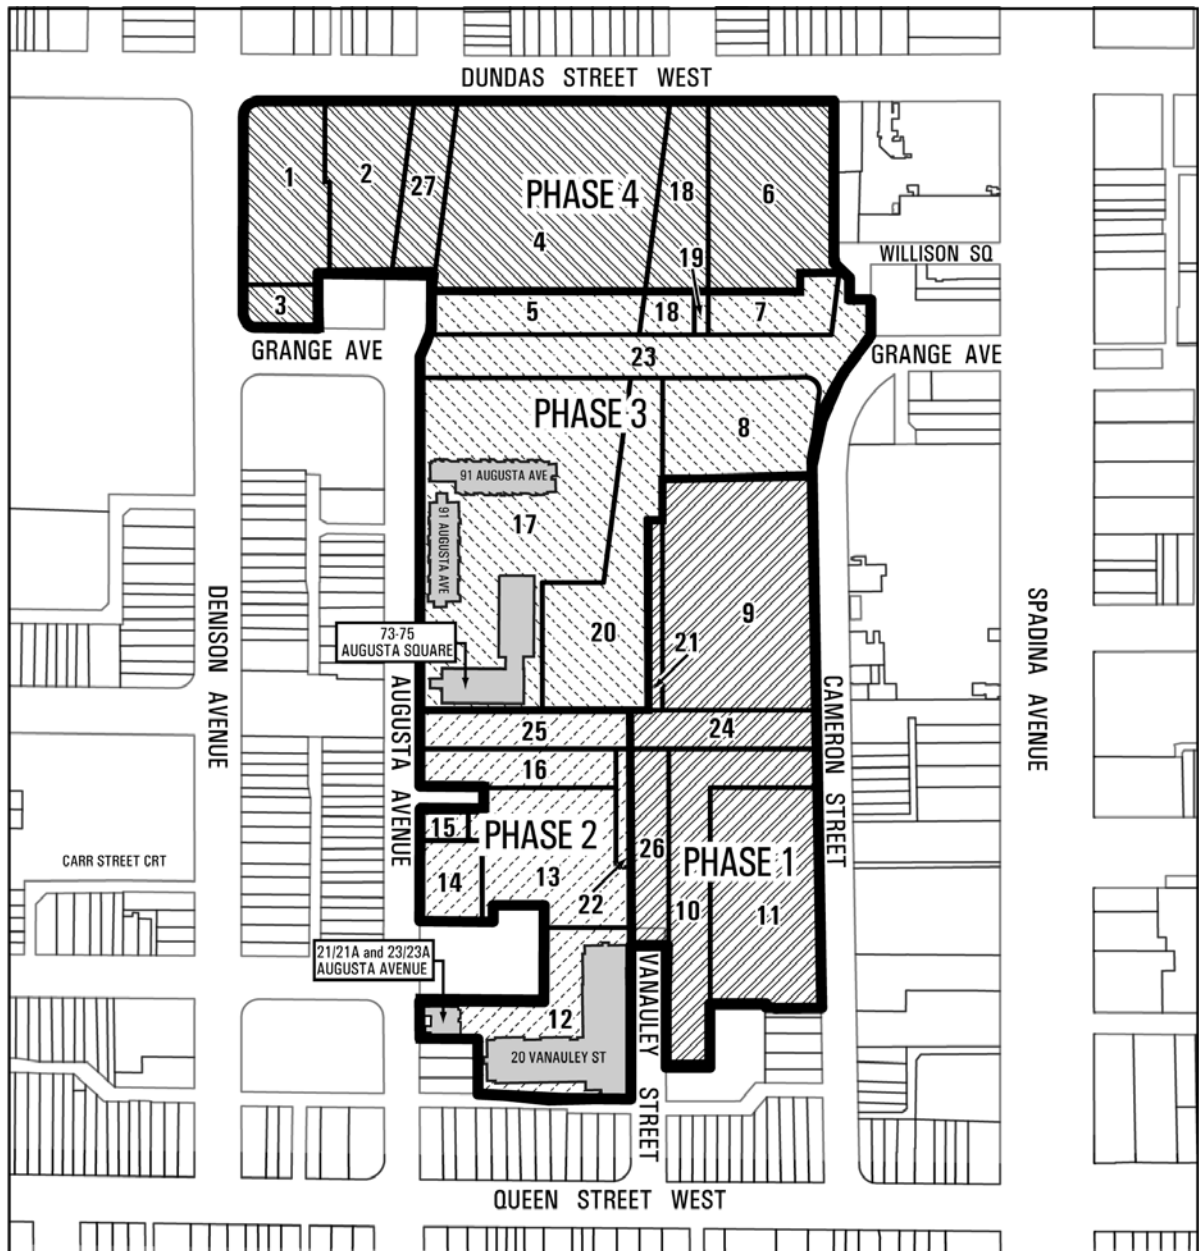 DUNDAS STREET WEST
1
2
27
PHASE 4
18
6
4
19
WILLISON SQ
3
5
18
7
GRANGE AVE
23
GRANGE AVE
PHASE 3
8
91 AUGUSTA AVE
91 AUGUSTA AVE
17
9
20
21
73-75
AUGUSTA SQUARE
DENISON AVENUE
AUGUSTA AVENUE
CAMERON STREET
SPADINA AVENUE
25
24
16
15
PHASE 2
26
PHASE 1
CARR STREET CRT
14
13
22
10
11
21/21A and 23/23A
AUGUSTA AVENUE
VANAULEY STREET
12
20 VANAULEY ST
QUEEN STREET WEST